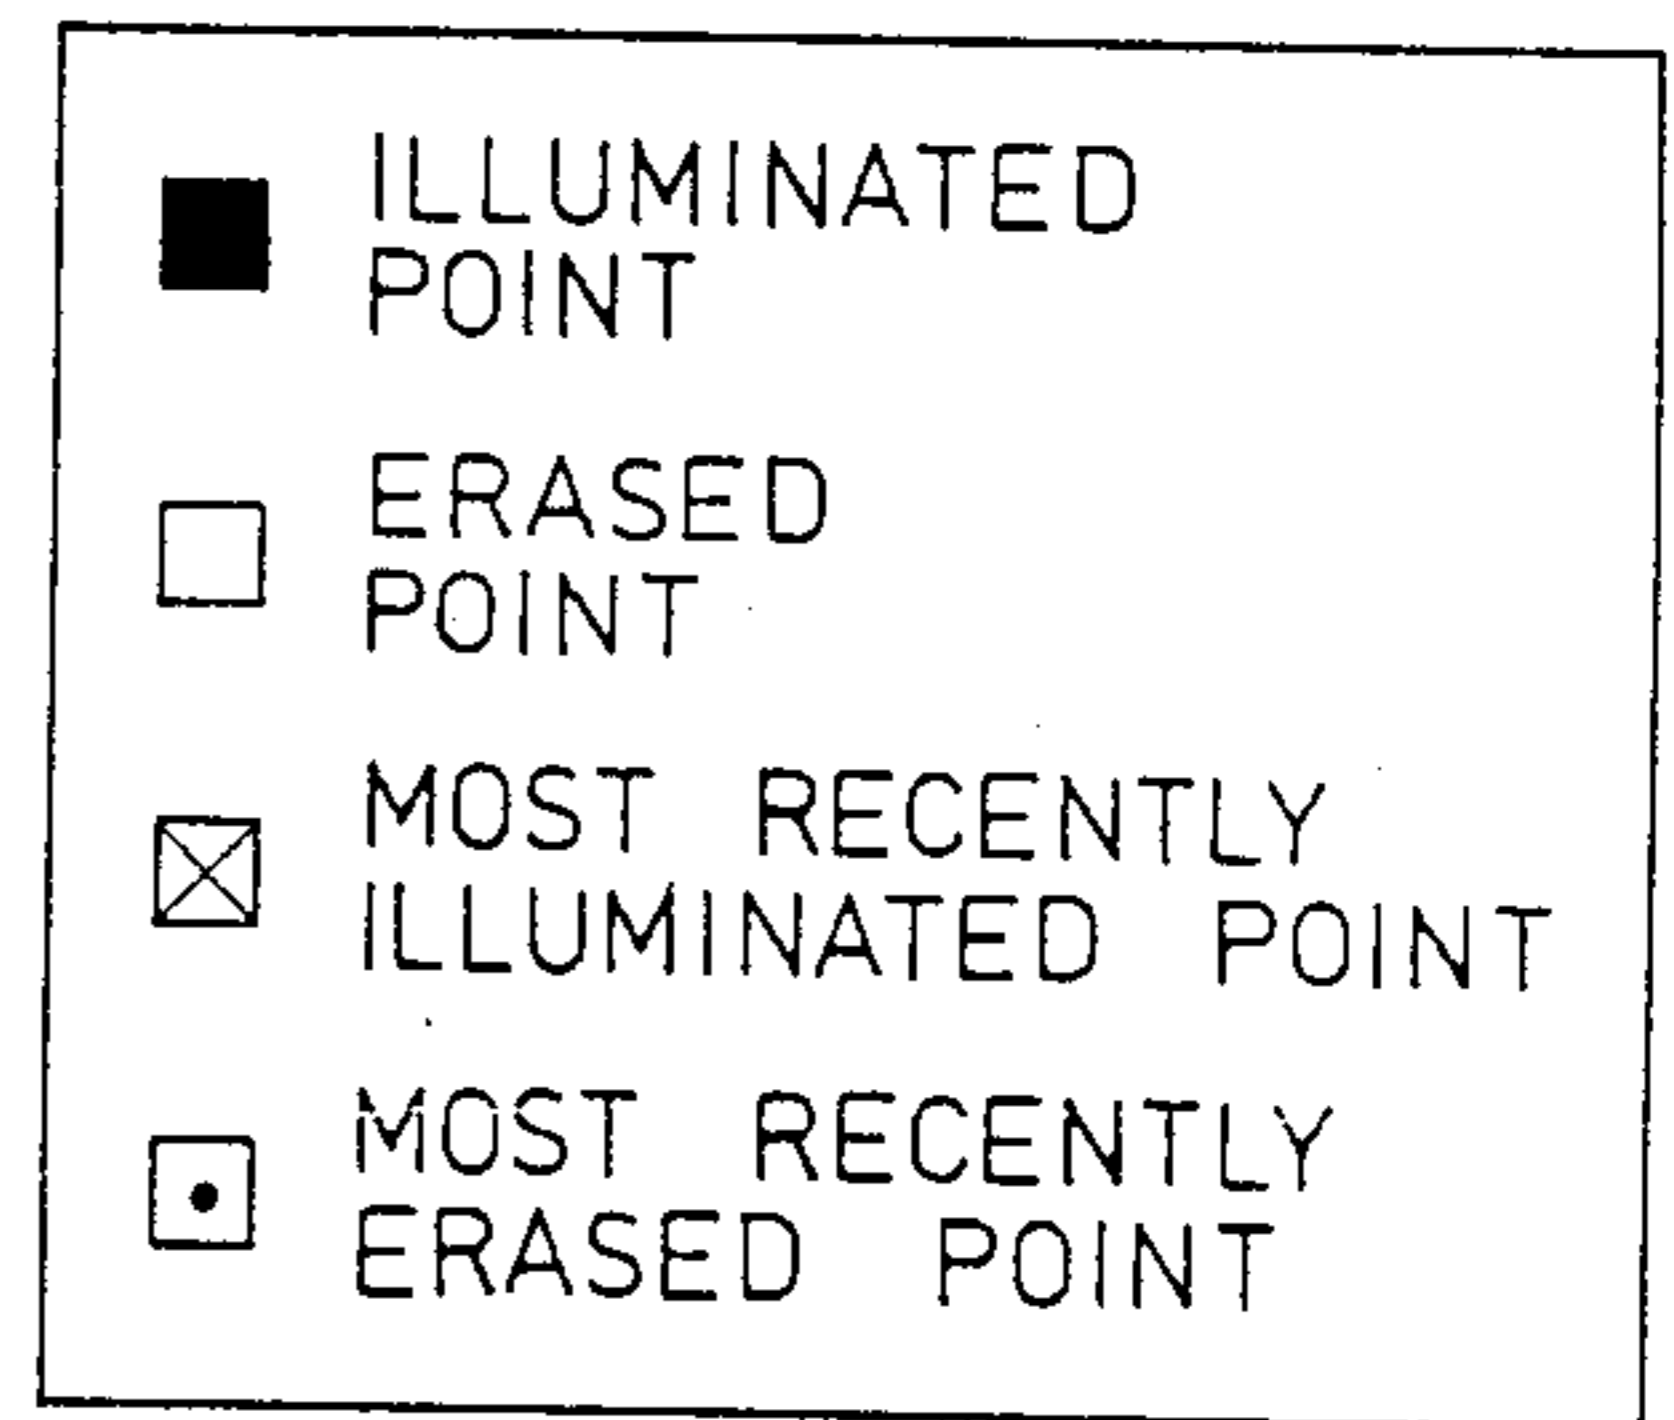 ILLUMINATED
POINT
ERASED
POINT
MOST RECENTLY
ILLUMINATED POINT
MOST RECENTLY
ERASED POINT